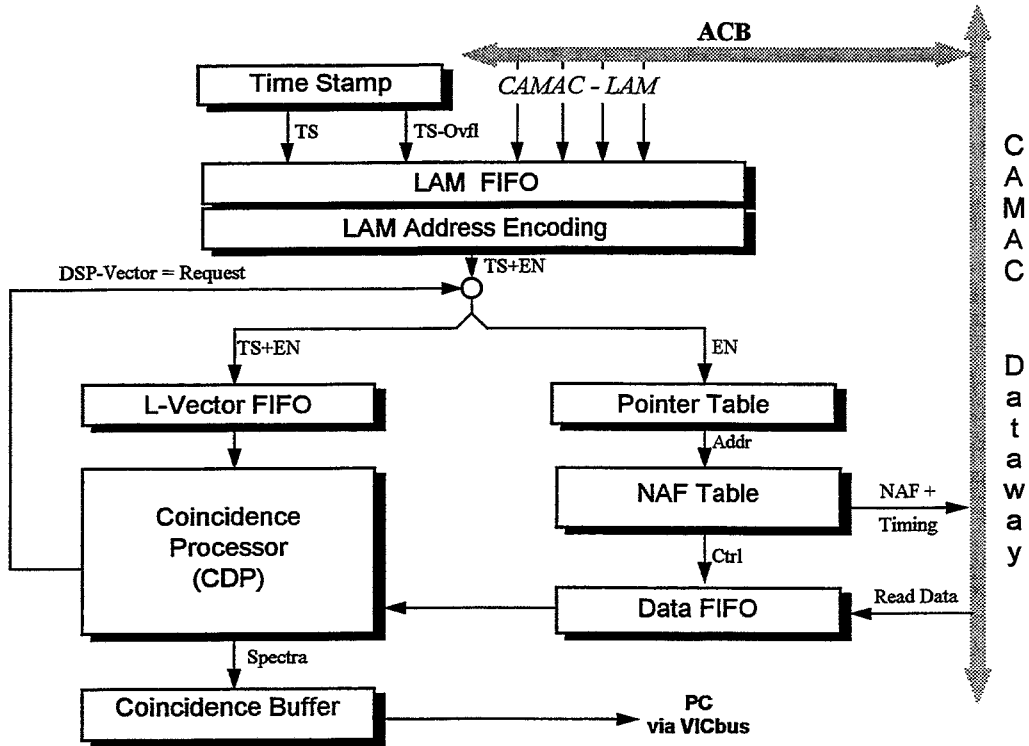 ACB
Time Stamp
CAMAC - LAM
TS
TS-Ovfl
LAM FIFO
LAM Address Encoding
TS+EN
DSP-Vector = Request
TS+EN
EN
L-Vector FIFO
Pointer Table
Addr
NAF Table
NAF +
Timing
Coincidence
Processor
(CDP)
Ctrl
Data FIFO
Read Data
Spectra
Coincidence Buffer
PC
via VICbus
CAMAC Dataway